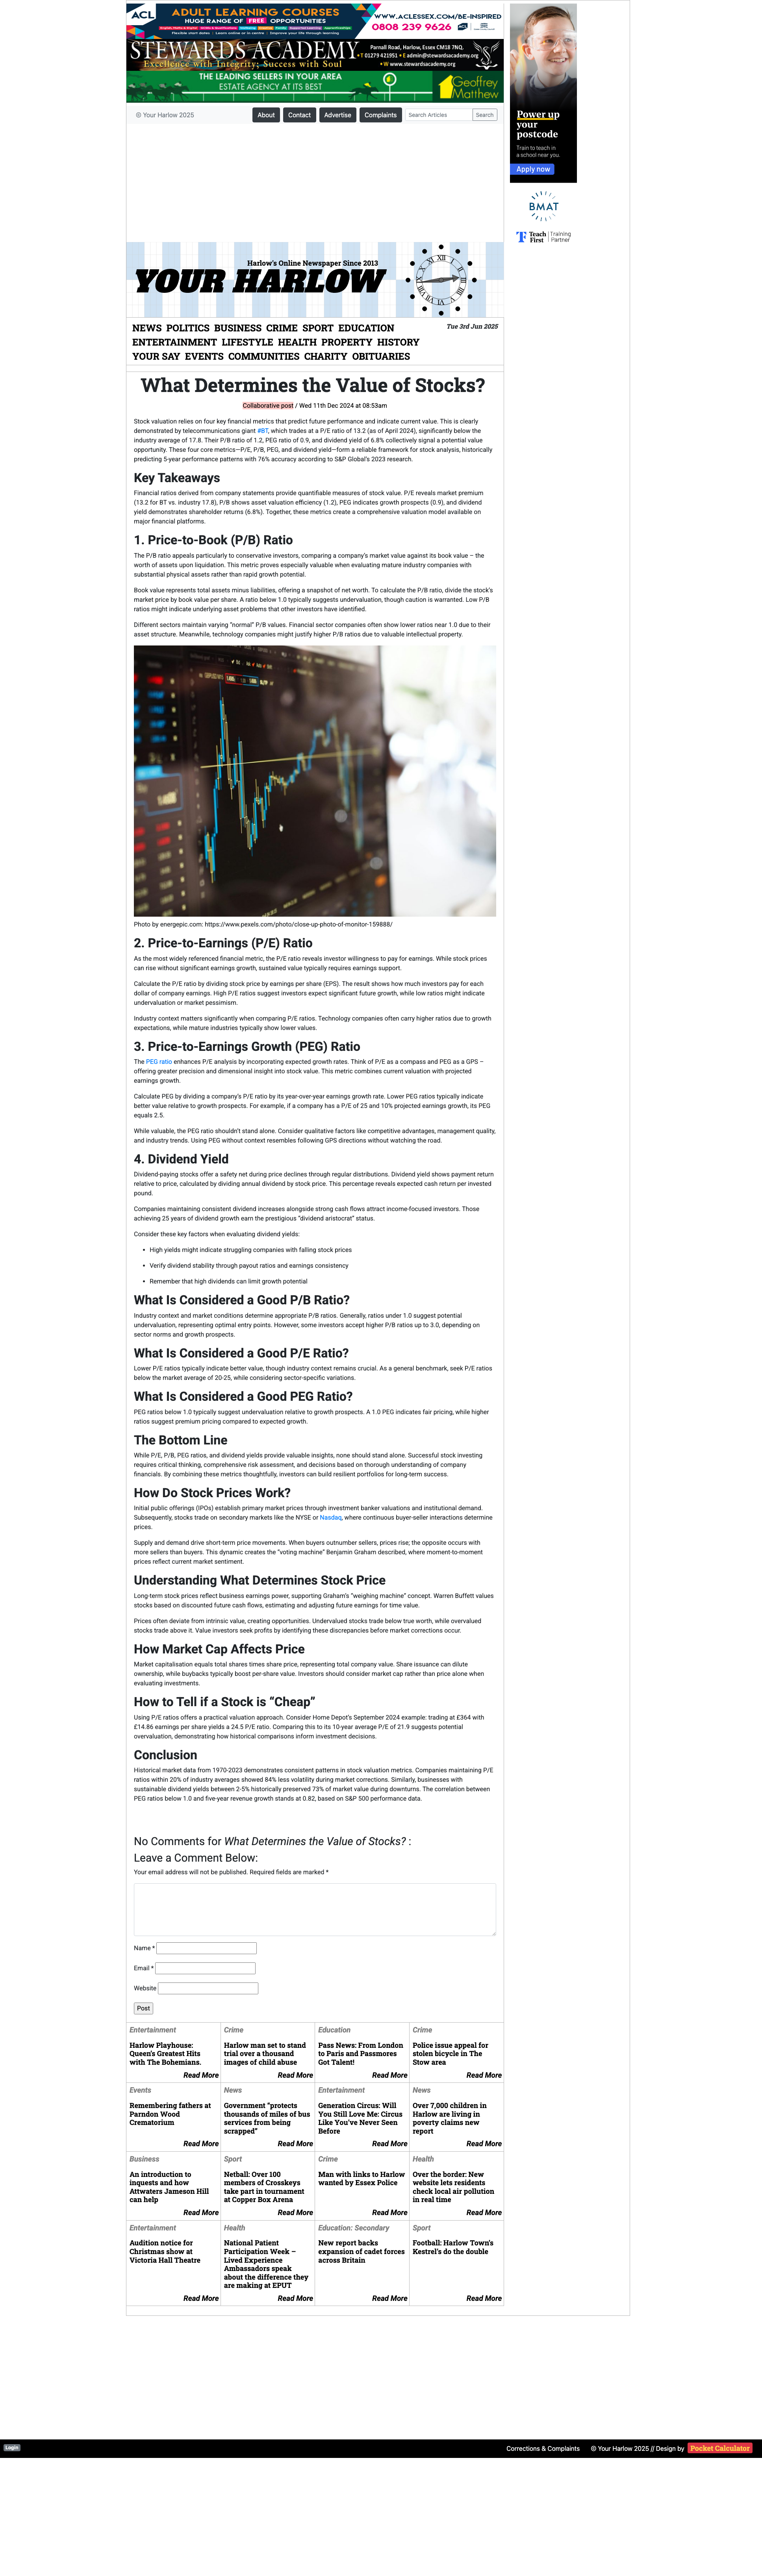 ACL
ADULT LEARNING COURSES
HUGE RANGE OF FREE OPPORTUNITIES
WWW.ACLESSEX.COM/BE-INSPIRED
0808 239 9626
STEWARDS ACADEMY
Excellence with Integrity; Success with Soul
Parnall Road, Harlow, Essex CM18 7NQ,
• T 01279 421951 • E admin@stewardsacademy.org
• W www.stewardsacademy.org
THE LEADING SELLERS IN YOUR AREA
ESTATE AGENCY AT ITS BEST
Geoffrey
Matthew
Power up
your
postcode
Train to teach in
a school near you.
Apply now
BMAT
Teach
First
Training
Partner
© Your Harlow 2025
About
Contact
Advertise
Complaints
Search Articles
Search
Harlow's Online Newspaper Since 2013
YOUR HARLOW
NEWS POLITICS BUSINESS CRIME SPORT EDUCATION
ENTERTAINMENT LIFESTYLE HEALTH PROPERTY HISTORY
YOUR SAY EVENTS COMMUNITIES CHARITY OBITUARIES
Tue 3rd Jun 2025
What Determines the Value of Stocks?
Collaborative post / Wed 11th Dec 2024 at 08:53am
Stock valuation relies on four key financial metrics that predict future performance and indicate current value. This is clearly
demonstrated by telecommunications giant #BT, which trades at a P/E ratio of 13.2 (as of April 2024), significantly below the
industry average of 17.8. Their P/B ratio of 1.2, PEG ratio of 0.9, and dividend yield of 6.8% collectively signal a potential value
opportunity. These four core metrics—P/E, P/B, PEG, and dividend yield—form a reliable framework for stock analysis, historically
predicting 5-year performance patterns with 76% accuracy according to S&P Global's 2023 research.
Key Takeaways
Financial ratios derived from company statements provide quantifiable measures of stock value. P/E reveals market premium
(13.2 for BT vs. industry 17.8), P/B shows asset valuation efficiency (1.2), PEG indicates growth prospects (0.9), and dividend
yield demonstrates shareholder returns (6.8%). Together, these metrics create a comprehensive valuation model available on
major financial platforms.
1. Price-to-Book (P/B) Ratio
The P/B ratio appeals particularly to conservative investors, comparing a company's market value against its book value – the
worth of assets upon liquidation. This metric proves especially valuable when evaluating mature industry companies with
substantial physical assets rather than rapid growth potential.
Book value represents total assets minus liabilities, offering a snapshot of net worth. To calculate the P/B ratio, divide the stock's
market price by book value per share. A ratio below 1.0 typically suggests undervaluation, though caution is warranted. Low P/B
ratios might indicate underlying asset problems that other investors have identified.
Different sectors maintain varying "normal" P/B values. Financial sector companies often show lower ratios near 1.0 due to their
asset structure. Meanwhile, technology companies might justify higher P/B ratios due to valuable intellectual property.
Photo by energepic.com: https://www.pexels.com/photo/close-up-photo-of-monitor-159888/
2. Price-to-Earnings (P/E) Ratio
As the most widely referenced financial metric, the P/E ratio reveals investor willingness to pay for earnings. While stock prices
can rise without significant earnings growth, sustained value typically requires earnings support.
Calculate the P/E ratio by dividing stock price by earnings per share (EPS). The result shows how much investors pay for each
dollar of company earnings. High P/E ratios suggest investors expect significant future growth, while low ratios might indicate
undervaluation or market pessimism.
Industry context matters significantly when comparing P/E ratios. Technology companies often carry higher ratios due to growth
expectations, while mature industries typically show lower values.
3. Price-to-Earnings Growth (PEG) Ratio
The PEG ratio enhances P/E analysis by incorporating expected growth rates. Think of P/E as a compass and PEG as a GPS –
offering greater precision and dimensional insight into stock value. This metric combines current valuation with projected
earnings growth.
Calculate PEG by dividing a company's P/E ratio by its year-over-year earnings growth rate. Lower PEG ratios typically indicate
better value relative to growth prospects. For example, if a company has a P/E of 25 and 10% projected earnings growth, its PEG
equals 2.5.
While valuable, the PEG ratio shouldn't stand alone. Consider qualitative factors like competitive advantages, management quality,
and industry trends. Using PEG without context resembles following GPS directions without watching the road.
4. Dividend Yield
Dividend-paying stocks offer a safety net during price declines through regular distributions. Dividend yield shows payment return
relative to price, calculated by dividing annual dividend by stock price. This percentage reveals expected cash return per invested
pound.
Companies maintaining consistent dividend increases alongside strong cash flows attract income-focused investors. Those
achieving 25 years of dividend growth earn the prestigious "dividend aristocrat" status.
Consider these key factors when evaluating dividend yields:
• High yields might indicate struggling companies with falling stock prices
• Verify dividend stability through payout ratios and earnings consistency
• Remember that high dividends can limit growth potential
What Is Considered a Good P/B Ratio?
Industry context and market conditions determine appropriate P/B ratios. Generally, ratios under 1.0 suggest potential
undervaluation, representing optimal entry points. However, some investors accept higher P/B ratios up to 3.0, depending on
sector norms and growth prospects.
What Is Considered a Good P/E Ratio?
Lower P/E ratios typically indicate better value, though industry context remains crucial. As a general benchmark, seek P/E ratios
below the market average of 20-25, while considering sector-specific variations.
What Is Considered a Good PEG Ratio?
PEG ratios below 1.0 typically suggest undervaluation relative to growth prospects. A 1.0 PEG indicates fair pricing, while higher
ratios suggest premium pricing compared to expected growth.
The Bottom Line
While P/E, P/B, PEG ratios, and dividend yields provide valuable insights, none should stand alone. Successful stock investing
requires critical thinking, comprehensive risk assessment, and decisions based on thorough understanding of company
financials. By combining these metrics thoughtfully, investors can build resilient portfolios for long-term success.
How Do Stock Prices Work?
Initial public offerings (IPOs) establish primary market prices through investment banker valuations and institutional demand.
Subsequently, stocks trade on secondary markets like the NYSE or Nasdaq, where continuous buyer-seller interactions determine
prices.
Supply and demand drive short-term price movements. When buyers outnumber sellers, prices rise; the opposite occurs with
more sellers than buyers. This dynamic creates the "voting machine" Benjamin Graham described, where moment-to-moment
prices reflect current market sentiment.
Understanding What Determines Stock Price
Long-term stock prices reflect business earnings power, supporting Graham's "weighing machine" concept. Warren Buffett values
stocks based on discounted future cash flows, estimating and adjusting future earnings for time value.
Prices often deviate from intrinsic value, creating opportunities. Undervalued stocks trade below true worth, while overvalued
stocks trade above it. Value investors seek profits by identifying these discrepancies before market corrections occur.
How Market Cap Affects Price
Market capitalisation equals total shares times share price, representing total company value. Share issuance can dilute
ownership, while buybacks typically boost per-share value. Investors should consider market cap rather than price alone when
evaluating investments.
How to Tell if a Stock is "Cheap"
Using P/E ratios offers a practical valuation approach. Consider Home Depot's September 2024 example: trading at £364 with
£14.86 earnings per share yields a 24.5 P/E ratio. Comparing this to its 10-year average P/E of 21.9 suggests potential
overvaluation, demonstrating how historical comparisons inform investment decisions.
Conclusion
Historical market data from 1970-2023 demonstrates consistent patterns in stock valuation metrics. Companies maintaining P/E
ratios within 20% of industry averages showed 84% less volatility during market corrections. Similarly, businesses with
sustainable dividend yields between 2-5% historically preserved 73% of market value during downturns. The correlation between
PEG ratios below 1.0 and five-year revenue growth stands at 0.82, based on S&P 500 performance data.
No Comments for What Determines the Value of Stocks? :
Leave a Comment Below:
Your email address will not be published. Required fields are marked *
Name *
Email *
Website
Post
Entertainment
Harlow Playhouse:
Queen's Greatest Hits
with The Bohemians.
Read More
Crime
Harlow man set to stand
trial over a thousand
images of child abuse
Read More
Education
Pass News: From London
to Paris and Passmores
Got Talent!
Read More
Crime
Police issue appeal for
stolen bicycle in The
Stow area
Read More
Events
Remembering fathers at
Parndon Wood
Crematorium
Read More
News
Government "protects
thousands of miles of bus
services from being
scrapped"
Read More
Entertainment
Generation Circus: Will
You Still Love Me: Circus
Like You've Never Seen
Before
Read More
News
Over 7,000 children in
Harlow are living in
poverty claims new
report
Read More
Business
An introduction to
inquests and how
Attwaters Jameson Hill
can help
Read More
Sport
Netball: Over 100
members of Crosskeys
take part in tournament
at Copper Box Arena
Read More
Crime
Man with links to Harlow
wanted by Essex Police
Read More
Health
Over the border: New
website lets residents
check local air pollution
in real time
Read More
Entertainment
Audition notice for
Christmas show at
Victoria Hall Theatre
Read More
Health
National Patient
Participation Week –
Lived Experience
Ambassadors speak
about the difference they
are making at EPUT
Read More
Education: Secondary
New report backs
expansion of cadet forces
across Britain
Read More
Sport
Football: Harlow Town's
Kestrel's do the double
Read More
Login
Corrections & Complaints
© Your Harlow 2025 // Design by Pocket Calculator